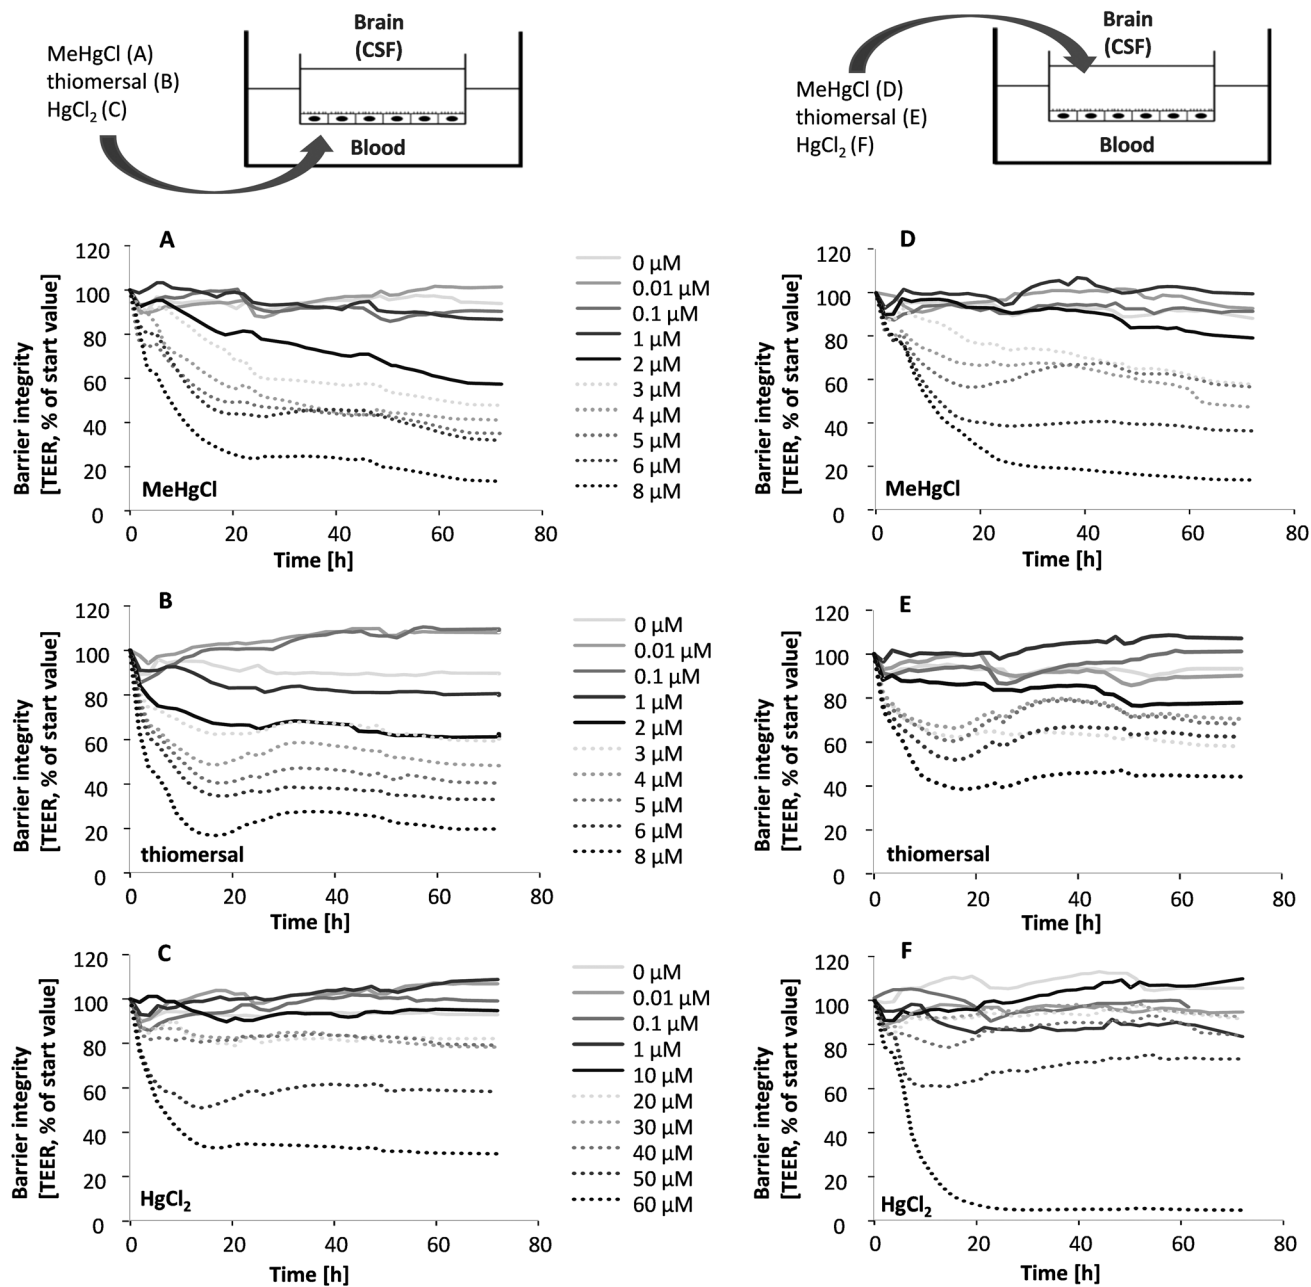 MeHgCl (A)
thiomersal (B)
HgCl₂ (C)
Brain
(CSF)
Blood
MeHgCl (D)
thiomersal (E)
HgCl₂ (F)
Brain
(CSF)
Blood
A
Barrier integrity
[TEER, % of start value]
120
100
80
60
40
20
0
MeHgCl
0 20 40 60 80
Time [h]
0 µM
0.01 µM
0.1 µM
1 µM
2 µM
3 µM
4 µM
5 µM
6 µM
8 µM
D
Barrier integrity
[TEER, % of start value]
120
100
80
60
40
20
0
MeHgCl
0 20 40 60 80
Time [h]
B
Barrier integrity
[TEER, % of start value]
120
100
80
60
40
20
0
thiomersal
0 20 40 60 80
Time [h]
0 µM
0.01 µM
0.1 µM
1 µM
2 µM
3 µM
4 µM
5 µM
6 µM
8 µM
E
Barrier integrity
[TEER, % of start value]
120
100
80
60
40
20
0
thiomersal
0 20 40 60 80
Time [h]
C
Barrier integrity
[TEER, % of start value]
120
100
80
60
40
20
0
HgCl₂
0 20 40 60 80
Time [h]
0 µM
0.01 µM
0.1 µM
1 µM
10 µM
20 µM
30 µM
40 µM
50 µM
60 µM
F
Barrier integrity
[TEER, % of start value]
120
100
80
60
40
20
0
HgCl₂
0 20 40 60 80
Time [h]